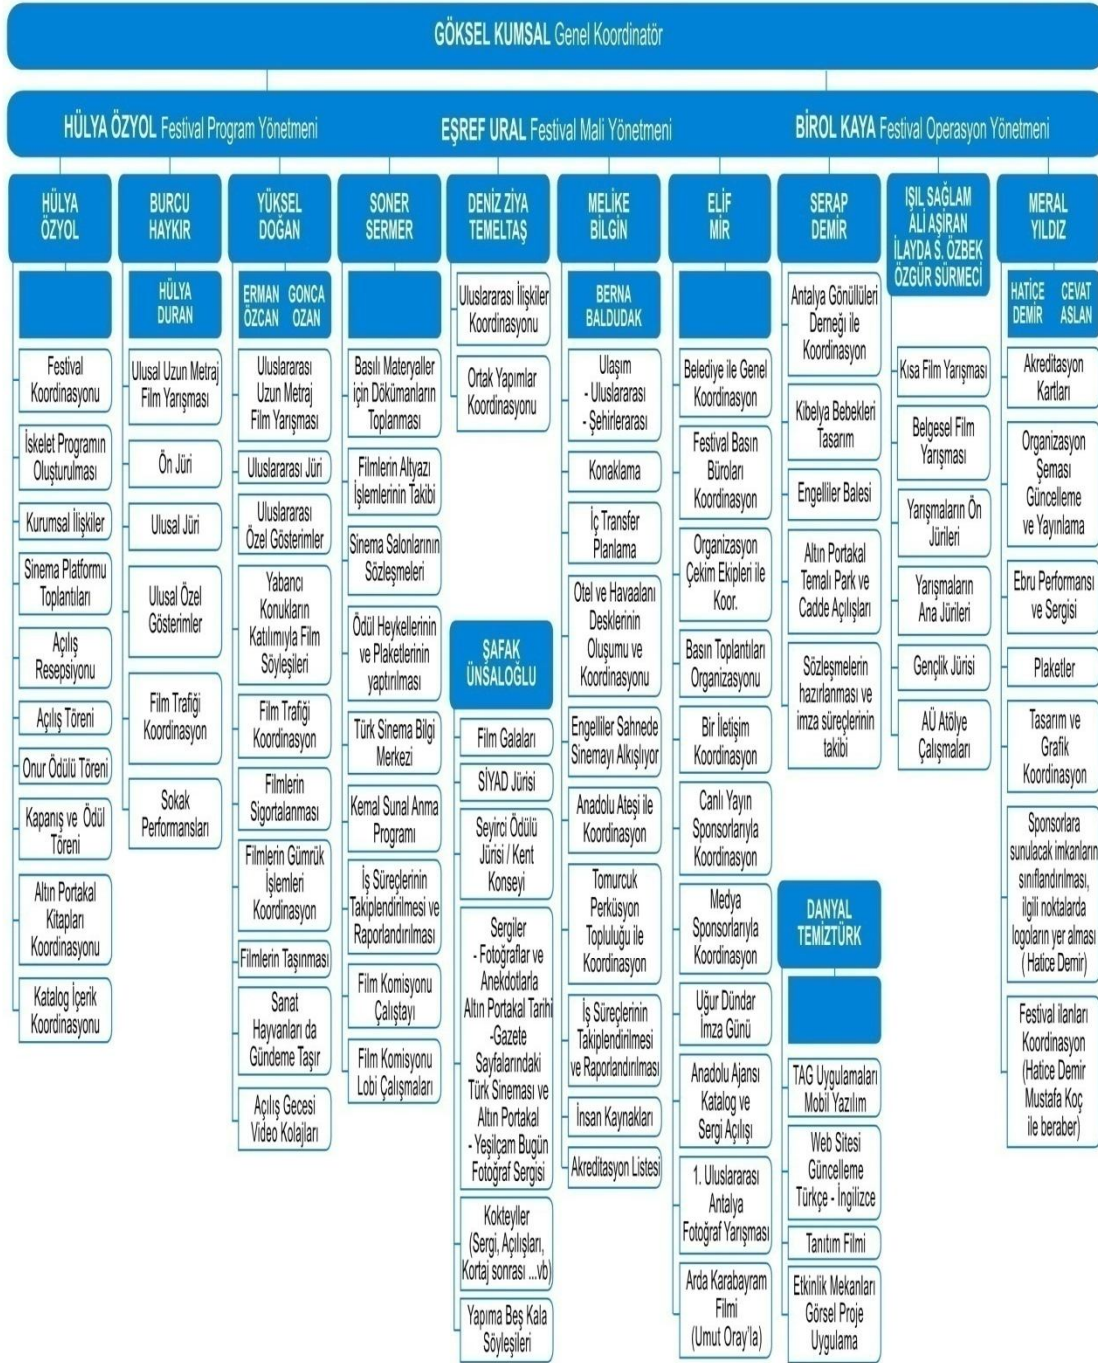 GÖKSEL KUMSAL Genel Koordinatör
HÜLYA ÖZYOL Festival Program Yönetmeni
EŞREF URAL Festival Mali Yönetmeni
BİROL KAYA Festival Operasyon Yönetmeni
HÜLYA
ÖZYOL
Festival
Koordinasyonu
İskelet Programın
Oluşturulması
Kurumsal İlişkiler
Sinema Platformu
Toplantıları
Açılış
Resepsiyonu
Açılış Töreni
Onur Ödülü Töreni
Kapanış ve Ödül
Töreni
Altın Portakal
Kitapları
Koordinasyonu
Katalog İçerik
Koordinasyonu
BURCU
HAYKIR
HÜLYA
DURAN
Ulusal Uzun Metraj
Film Yarışması
Ön Jüri
Ulusal Jüri
Ulusal Özel
Gösterimler
Film Trafiği
Koordinasyon
Sokak
Performansları
YÜKSEL
DOĞAN
ERMAN GONCA
ÖZCAN OZAN
Uluslararası
Uzun Metraj
Film Yarışması
Uluslararası Jüri
Uluslararası
Özel Gösterimler
Yabancı
Konukların
Katılımıyla Film
Söyleşileri
Film Trafiği
Koordinasyon
Filmlerin
Sigortalanması
Filmlerin Gümrük
İşlemleri
Koordinasyon
Filmlerin Taşınması
Sanat
Hayvanları da
Gündeme Taşır
Açılış Gecesi
Video Kolajları
SONER
SERMER
Basılı Materyaller
için Dökümanların
Toplanması
Filmlerin Altyazı
İşlemlerinin Takibi
Sinema Salonlarının
Sözleşmeleri
Ödül Heykellerinin
ve Plaketlerinin
yaptırılması
Türk Sinema Bilgi
Merkezi
Kemal Sunal Anma
Programı
İş Süreçlerinin
Takiplendirilmesi ve
Raporlandırılması
Film Komisyonu
Çalıştayı
Film Komisyonu
Lobi Çalışmaları
DENİZ ZİYA
TEMELTAŞ
Uluslararası İlişkiler
Koordinasyonu
Ortak Yapımlar
Koordinasyonu
ŞAFAK
ÜNSALOĞLU
Film Galaları
SİYAD Jürisi
Seyirci Ödülü
Jürisi / Kent
Konseyi
Sergiler
- Fotoğraflar ve
Anekdotlarla
Altın Portakal Tarihi
-Gazete
Sayfalarındaki
Türk Sineması ve
Altın Portakal
- Yeşilçam Bugün
Fotoğraf Sergisi
Kokteyller
(Sergi, Açılışları,
Kortaj sonrası ...vb)
Yapıma Beş Kala
Söyleşileri
MELİKE
BİLGİN
BERNA
BALDUDAK
Ulaşım
Uluslararası
- Şehirlerarası
Konaklama
İç Transfer
Planlama
Otel ve Havaalanı
Desklerinin
Oluşumu ve
Koordinasyonu
Engelliler Sahnede
Sinemayı Alkışlıyor
Anadolu Ateşi ile
Koordinasyon
Tomurcuk
Perküsyon
Topluluğu ile
Koordinasyon
İş Süreçlerinin
Takiplendirilmesi
ve Raporlandırılması
İnsan Kaynakları
Akreditasyon Listesi
ELİF
MİR
Belediye ile Genel
Koordinasyon
Festival Basın
Büroları
Koordinasyon
Organizasyon
Çekim Ekipleri ile
Koor.
Basın Toplantıları
Organizasyonu
Bir İletişim
Koordinasyon
Canlı Yayın
Sponsorlarıyla
Koordinasyon
Medya
Sponsorlarıyla
Koordinasyon
Uğur Dündar
İmza Günü
Anadolu Ajansı
Katalog ve
Sergi Açılışı
1. Uluslararası
Antalya
Fotoğraf Yarışması
Arda Karabayram
Filmi
(Umut Oray'la)
SERAP
DEMİR
Antalya Gönüllüleri
Derneği ile
Koordinasyon
Kibelya Bebekleri
Tasarım
Engelliler Balesi
Altın Portakal
Temalı Park ve
Cadde Açılışları
Sözleşmelerin
hazırlanması ve
imza süreçlerinin
takibi
DANYAL
TEMİZTÜRK
TAG Uygulamaları
Mobil Yazılım
Web Sitesi
Güncelleme
Türkçe - İngilizce
Tanıtım Filmi
Etkinlik Mekanları
Görsel Proje
Uygulama
IŞIL SAĞLAM
ALİ AŞİRAN
İLAYDA S. ÖZBEK
ÖZGÜR SÜRMECİ
Kısa Film Yarışması
Belgesel Film
Yarışması
Yarışmaların Ön
Jürileri
Yarışmaların
Ana Jürileri
Gençlik Jürisi
AÜ Atölye
Çalışmaları
MERAL
YILDIZ
HATİCE CEVAT
DEMİR ASLAN
Akreditasyon
Kartları
Organizasyon
Şeması
Güncelleme
ve Yayınlama
Ebru Performansı
ve Sergisi
Plaketler
Tasarım ve
Grafik
Koordinasyon
Sponsorlara
sunulacak imkanların
sınıflandırılması,
ilgili noktalarda
logoların yer alması
( Hatice Demir)
Festival ilanları
Koordinasyon
(Hatice Demir
Mustafa Koç
ile beraber)